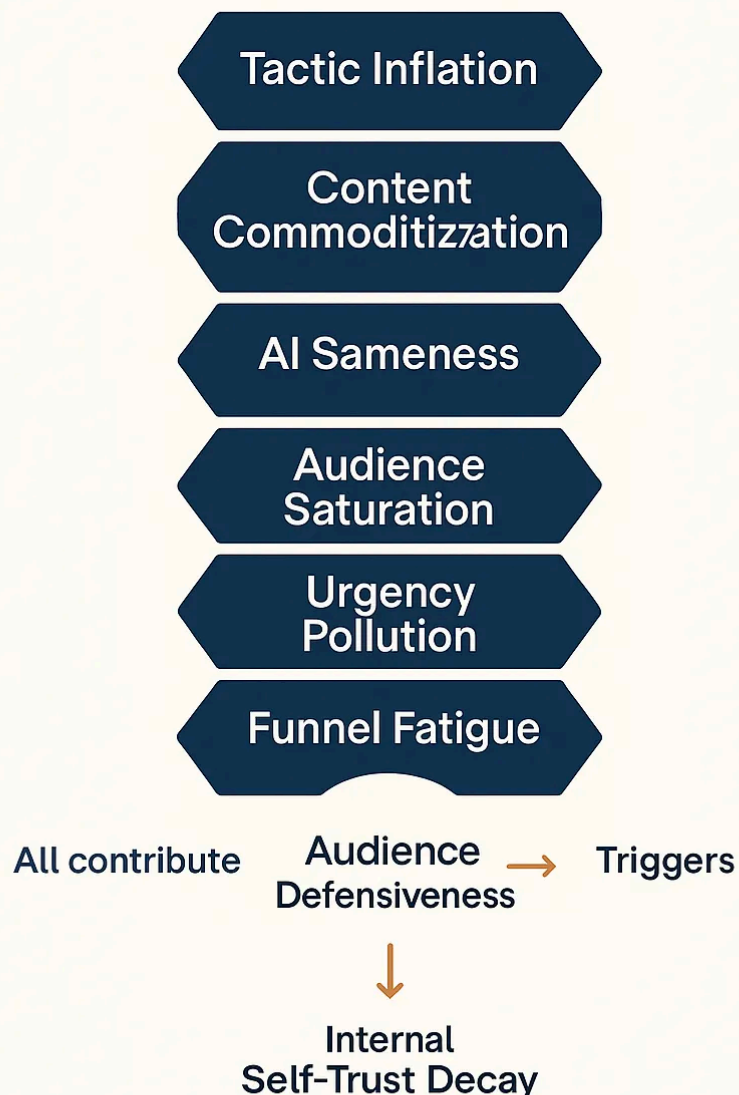 Tactic Inflation
Content
Commoditiz7ation
AI Sameness
Audience
Saturation
Urgency
Pollution
Funnel Fatigue
All contribute
Audience
Defensiveness
Triggers
Internal
Self-Trust Decay